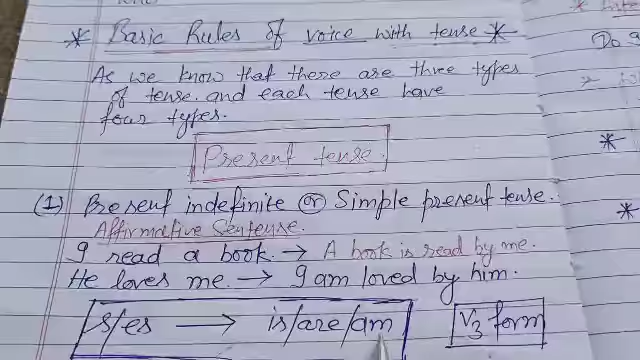 * Basic Rules of voice with tense *
As we know that there are three types
of tense. and each tense have
four types.
Present tense.
(1) Present indefinite or Simple present tense.
Affirmative Sentense.
I read a book. → A book is read by me.
He loves me. → I am loved by him.
s/es → is/are/am
V3 form
Do
*
*